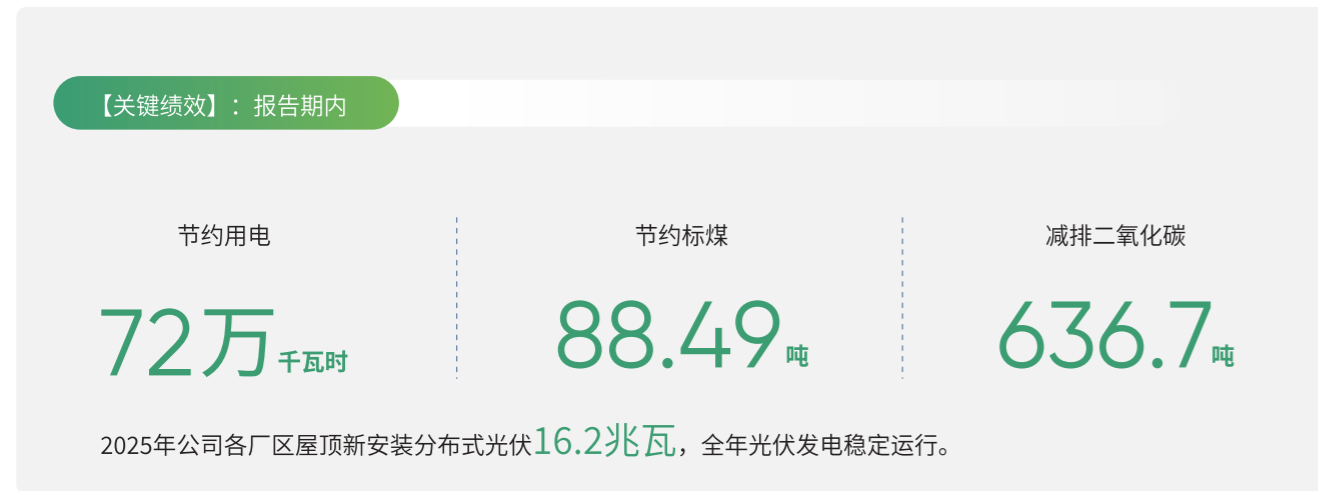 【关键绩效】：报告期内
节约用电
72万千瓦时
节约标煤
88.49吨
减排二氧化碳
636.7吨
2025年公司各厂区屋顶新安装分布式光伏16.2兆瓦，全年光伏发电稳定运行。